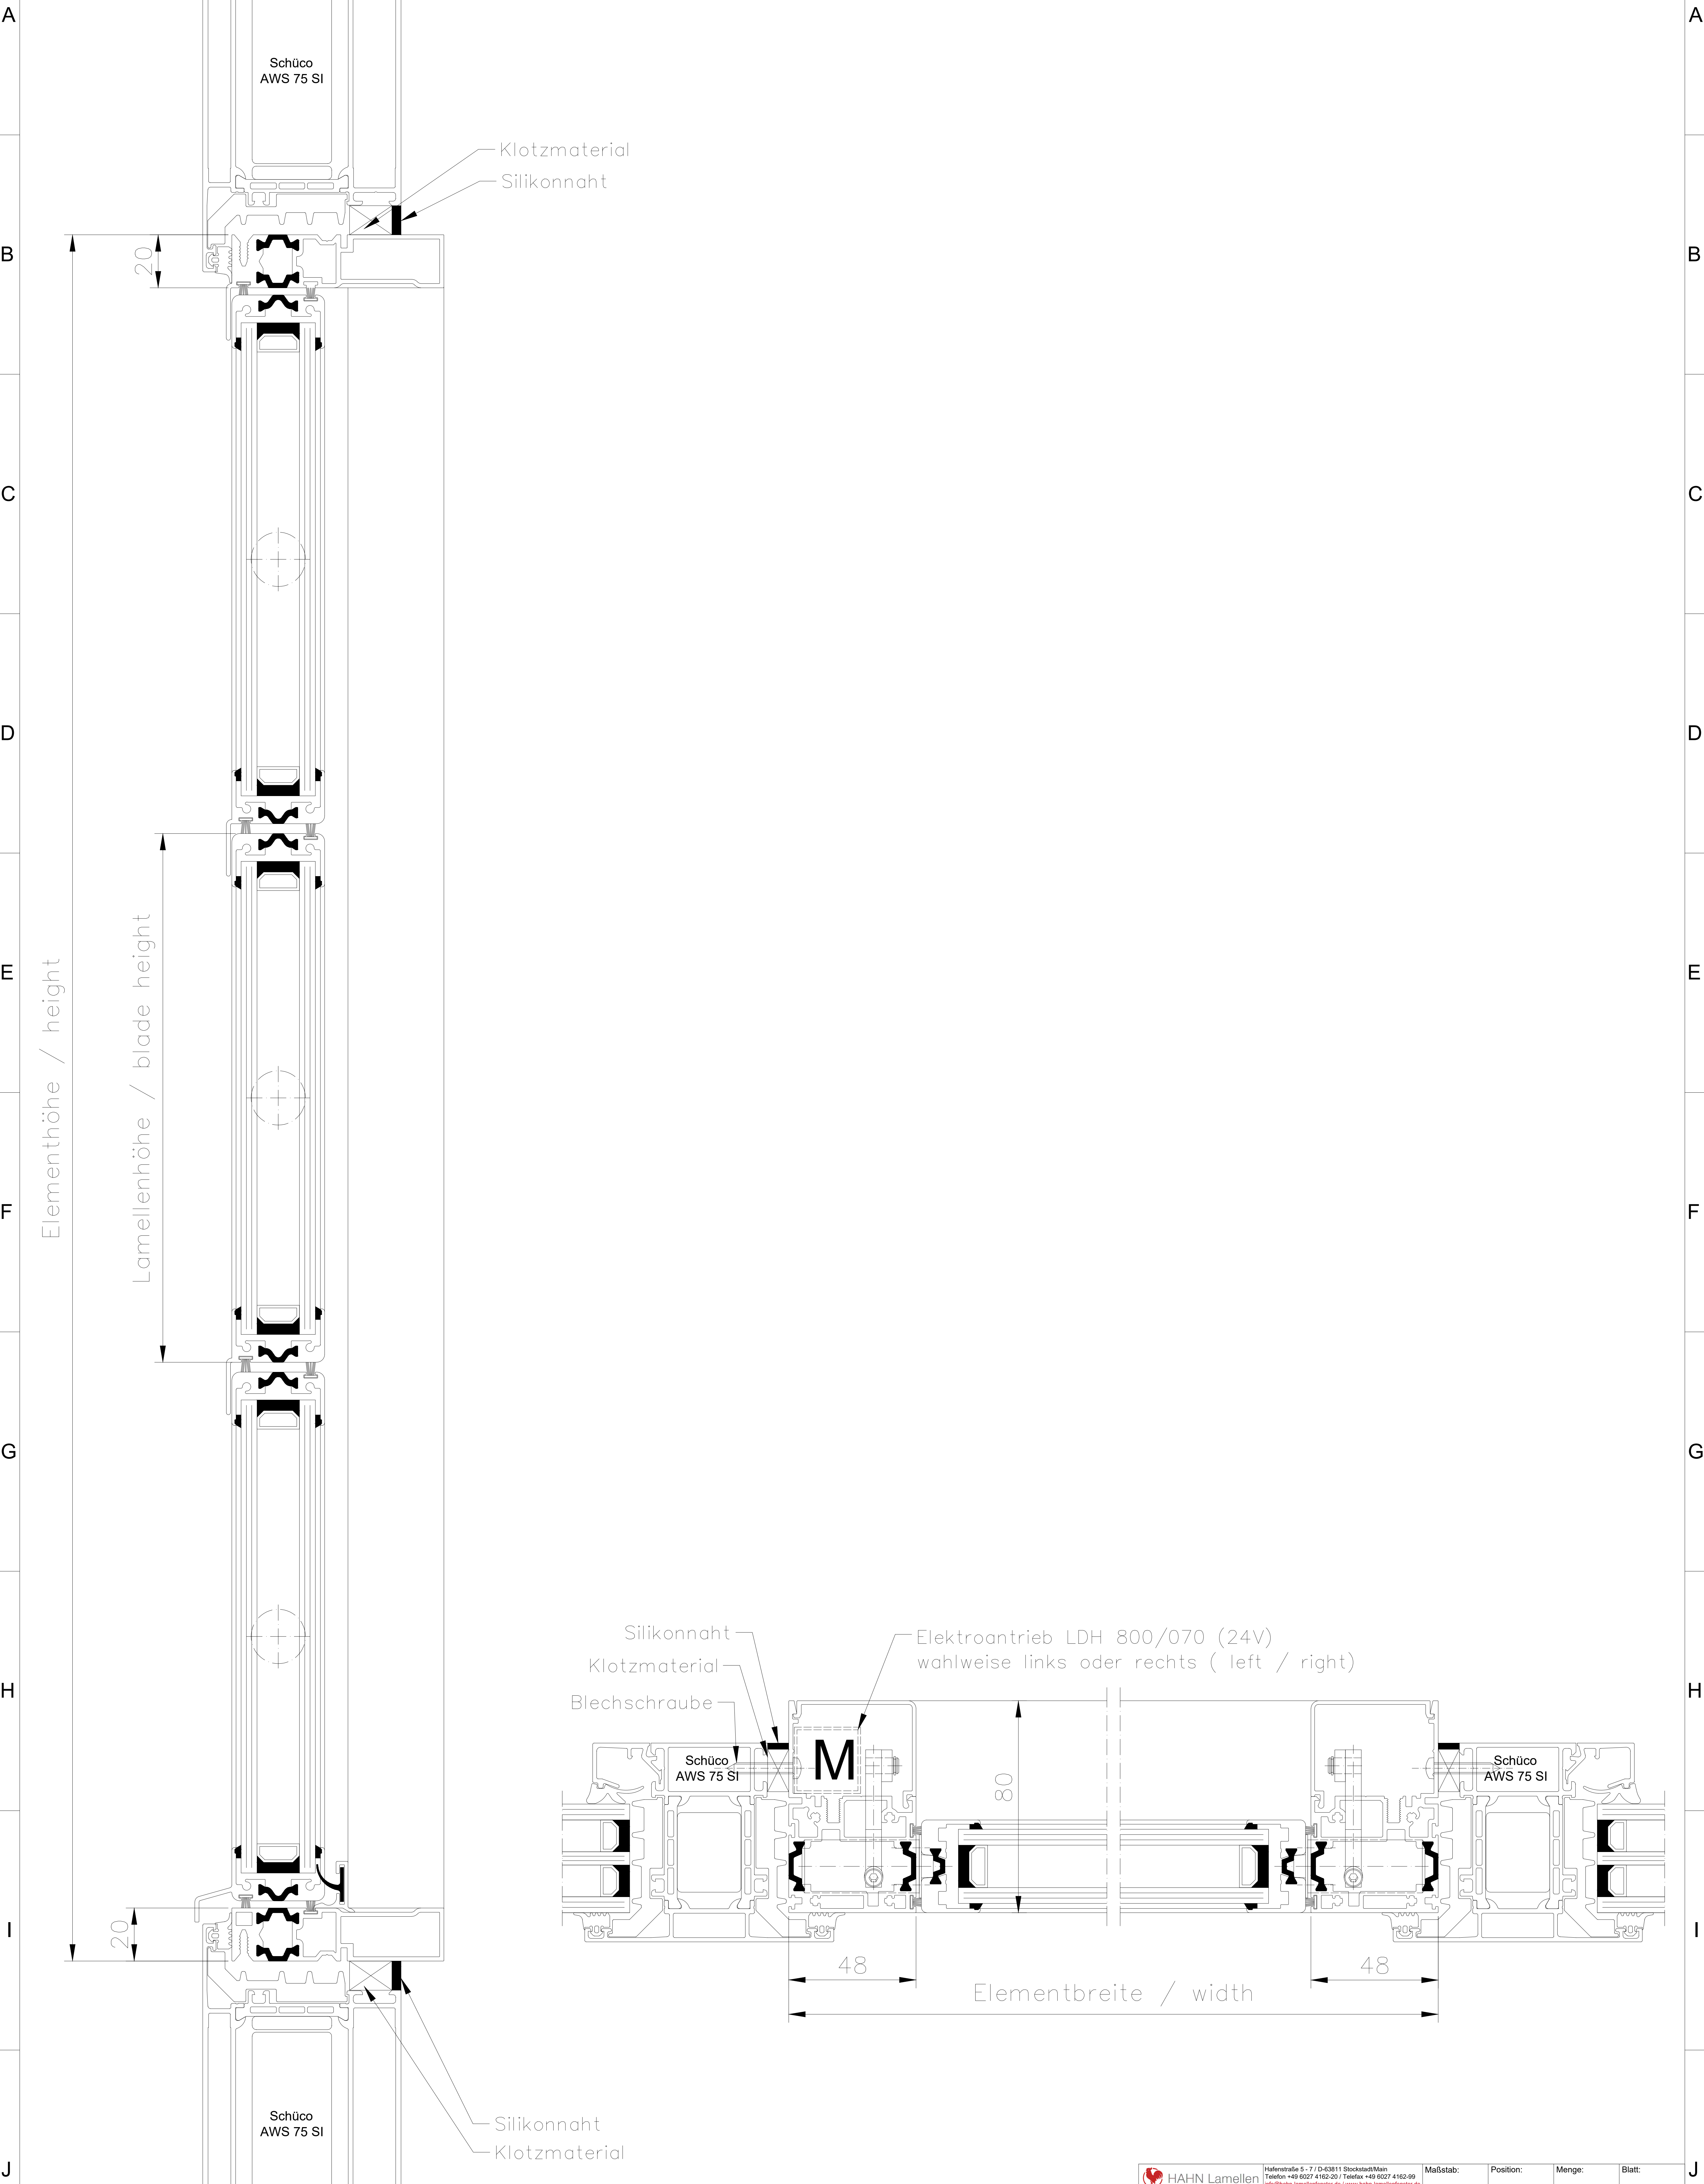 A
A
Schüco
AWS 75 SI
Klotzmaterial
Silikonnaht
B
20
B
C
C
D
D
E
Elementhöhe / height
Lamellenhöhe / blade height
E
F
F
G
G
Silikonnaht
Klotzmaterial
Blechschraube
Elektroantrieb LDH 800/070 (24V)
wahlweise links oder rechts ( left / right)
H
H
Schüco
AWS 75 SI
M
80
Schüco
AWS 75 SI
I
20
I
48
48
Elementbreite / width
Schüco
AWS 75 SI
Silikonnaht
Klotzmaterial
J
J
HAHN Lamellen
Hafenstraße 5 - 7 / D-63811 Stockstadt/Main
Telefon +49 6027 4162-20 / Telefax +49 6027 4162-99
Maßstab:
Position:
Menge:
Blatt: